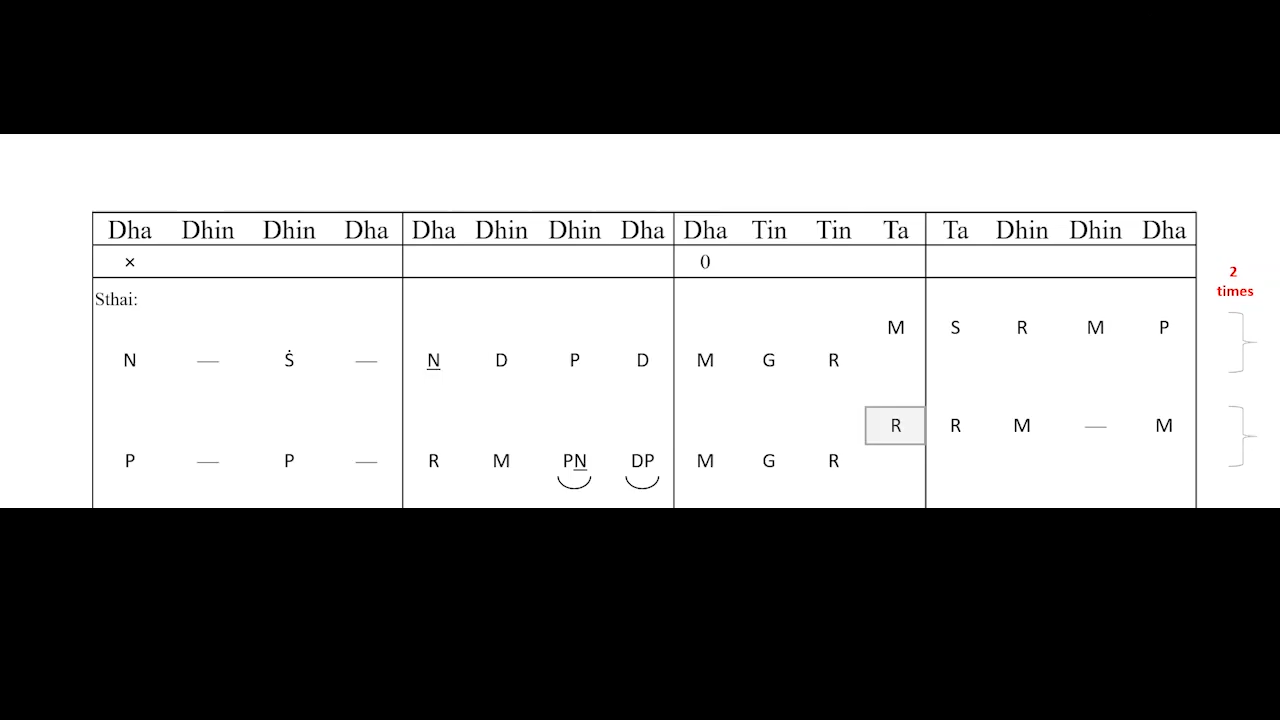 Dha Dhin Dhin Dha Dha Dhin Dhin Dha Dha Tin Tin Ta Ta Dhin Dhin Dha
× 0
2
times
Sthai:
M S R M P
N — Ṡ — N̲ D P D M G R
R R M — M
P — P — R M PN̲ DP M G R